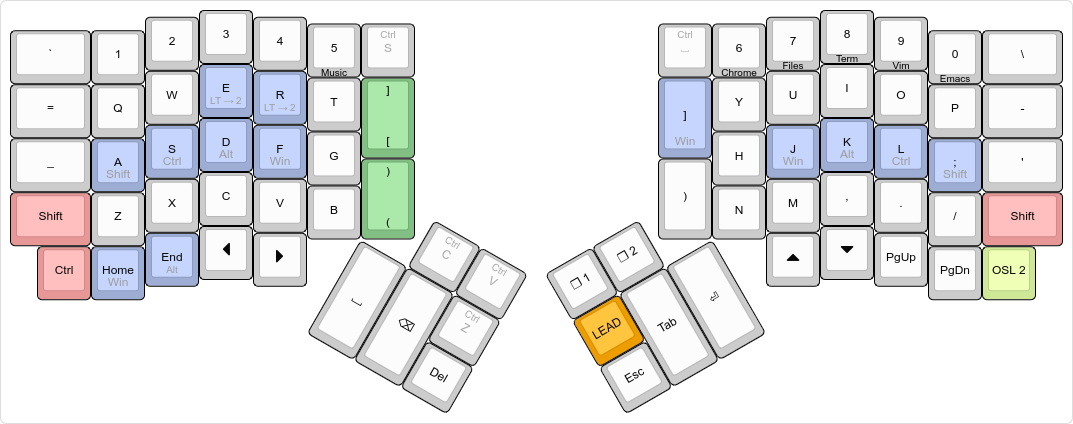 ` 1 2 3 4 5 Ctrl S
Music
Ctrl _ 6 7 8 9 0 \
Chrome Files Term Vim Emacs
= Q W E R T ] [
LT → 2 LT → 2
] Y U I O P -
Win
_ A S D F G ) (
Shift Ctrl Alt Win
H J K L ; '
Win Alt Ctrl Shift
Shift Z X C V B
) N M , . / Shift
Ctrl Home End
Win Alt
PgUp PgDn OSL 2
Ctrl C
Ctrl V
Ctrl Z
Del
❐ 1 ❐ 2
LEAD Tab
Esc